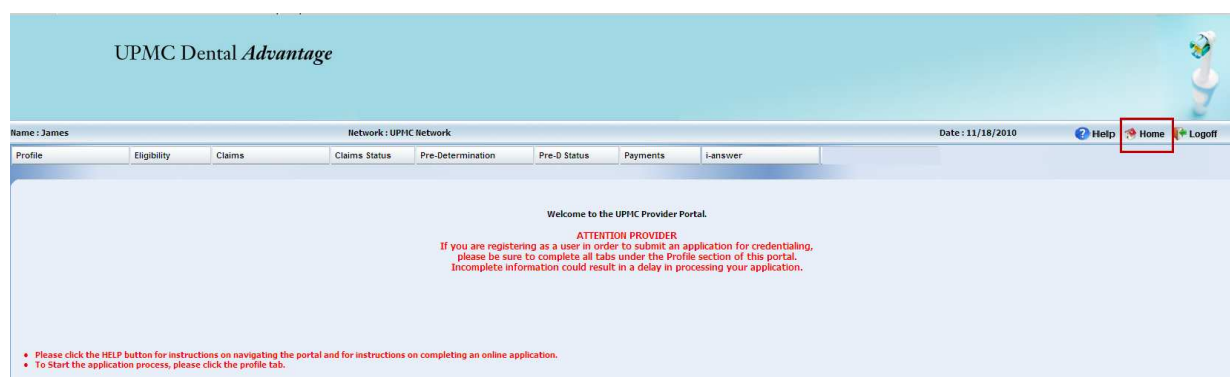 UPMC Dental Advantage
Name : James Network : UPMC Network Date : 11/18/2010 Help Home Logoff
Profile Eligibility Claims Claims Status Pre-Determination Pre-D Status Payments i-answer
Welcome to the UPMC Provider Portal.
ATTENTION PROVIDER
If you are registering as a user in order to submit an application for credentialing,
please be sure to complete all tabs under the Profile section of this portal.
Incomplete information could result in a delay in processing your application.
• Please click the HELP button for instructions on navigating the portal and for instructions on completing an online application.
• To Start the application process, please click the profile tab.